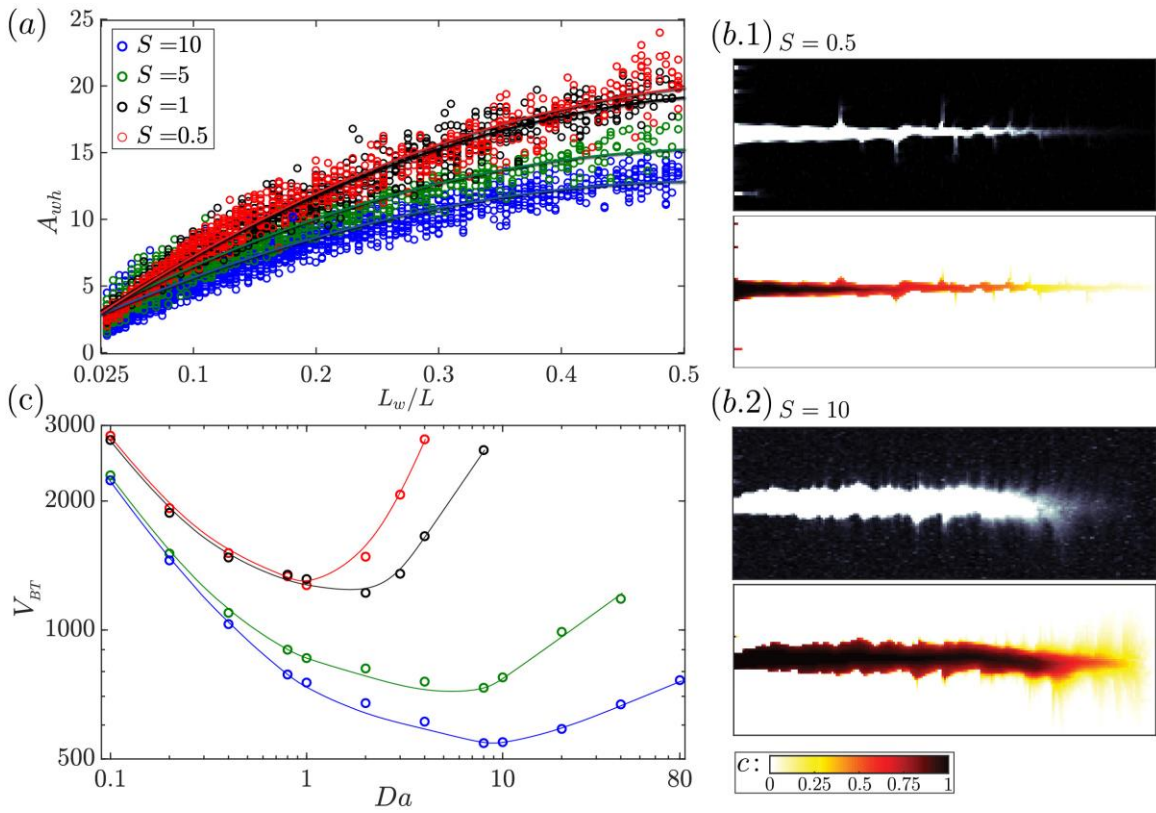 (a)
25
20
15
10
5
0
A_wh
S =10
S =5
S =1
S =0.5
0.025 0.1 0.2 0.3 0.4 0.5
L_w/L
(b.1) S = 0.5
(c)
3000
2000
1000
500
V_BT
0.1 1 10 80
Da
(b.2) S = 10
c: 0 0.25 0.5 0.75 1